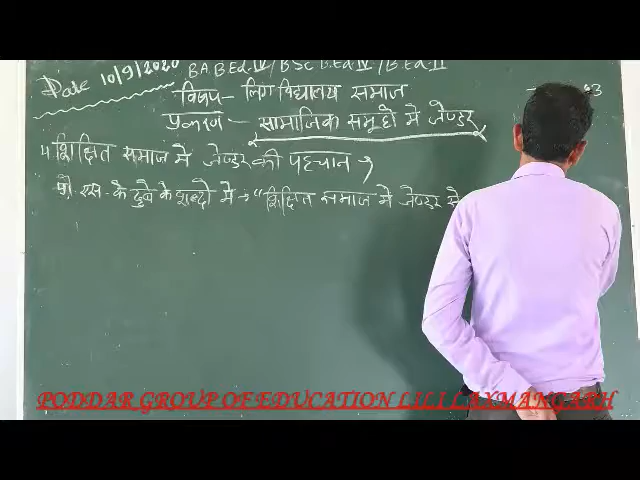 Date 10/9/2020
B.A. B.Ed-IV / B.SC B.Ed IV / B.Ed-II
विषय- लिंग विद्यालय समाज
प्रकरण - सामाजिक समूहों में जेण्डर
शिक्षित समाज में जेण्डर की पहचान
प्रो. एस. के दुबे के शब्दो में → "शिक्षित समाज में जेण्डर से
PODDAR GROUP OF EDUCATION LILI LAXMANGARH